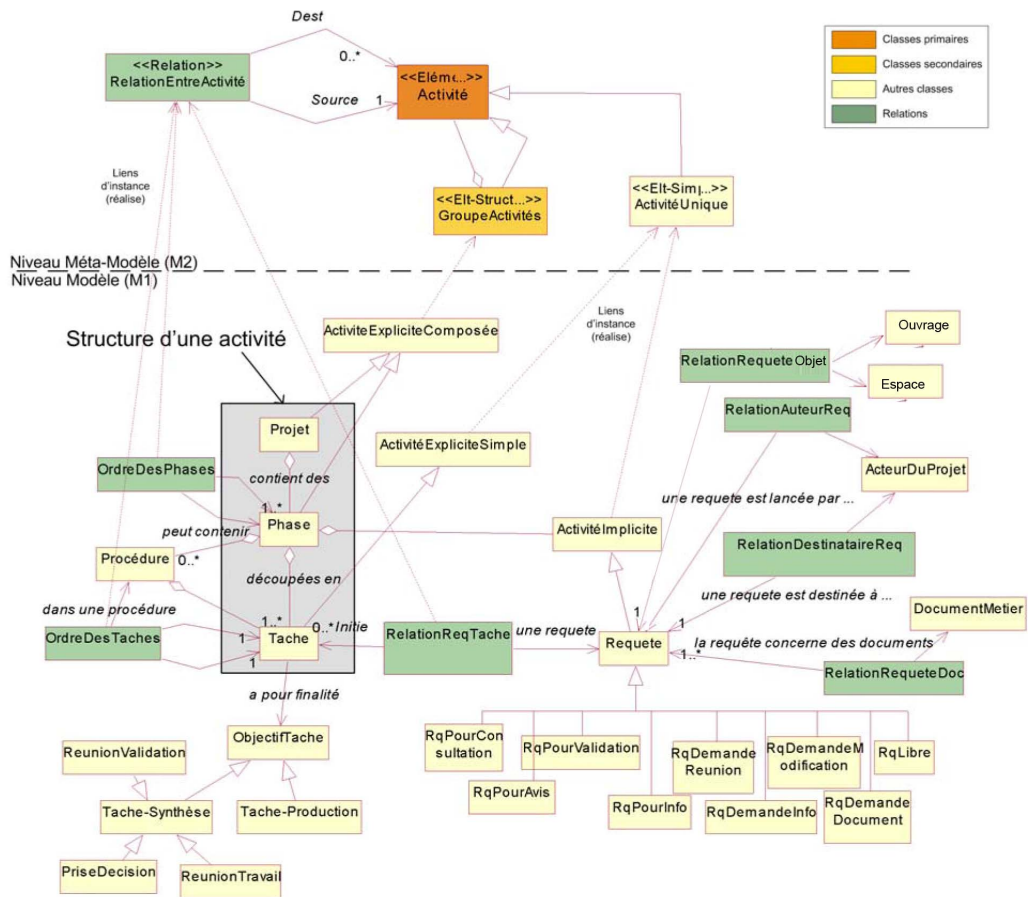 Dest
0..*
<<Relation>>
RelationEntreActivité
<<Eléme...>>
Activité
Source
1
Classes primaires
Classes secondaires
Autres classes
Relations
Liens
d'instance
(réalise)
<<Elt-Struct...>>
GroupeActivités
<<Elt-Simp...>>
ActivitéUnique
Niveau Méta-Modèle (M2)
Niveau Modèle (M1)
Structure d'une activité
ActiviteExpliciteComposée
Liens
d'instance
(réalise)
RelationRequeteObjet
Ouvrage
Espace
Projet
ActivitéExpliciteSimple
RelationAuteurReq
OrdreDesPhases
contient des
ActeurDuProjet
1..*
une requete est lancée par ...
peut contenir
Phase
ActivitéImplicite
0..*
Procédure
RelationDestinataireReq
découpées en
dans une procédure
une requete est destinée à ...
DocumentMetier
1..*
0..*
Initie
1
1
1
OrdreDesTaches
Tache
RelationReqTache
une requete
Requete
la requête concerne des documents
1
1..*
RelationRequeteDoc
a pour finalité
ObjectifTache
ReunionValidation
RqPourCon
sultation
RqPourValidation
RqDemande
Reunion
RqDemandeM
odification
RqLibre
RqPourAvis
RqPourInfo
RqDemandeInfo
RqDemande
Document
Tache-Synthèse
Tache-Production
PriseDecision
ReunionTravail